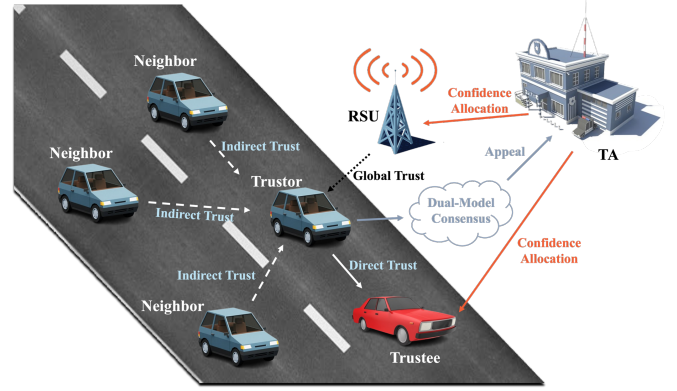 Neighbor
Confidence
Allocation
RSU
Indirect Trust
Appeal
TA
Neighbor
Trustor
Global Trust
Dual-Model
Consensus
Indirect Trust
Confidence
Allocation
Indirect Trust
Direct Trust
Neighbor
Trustee